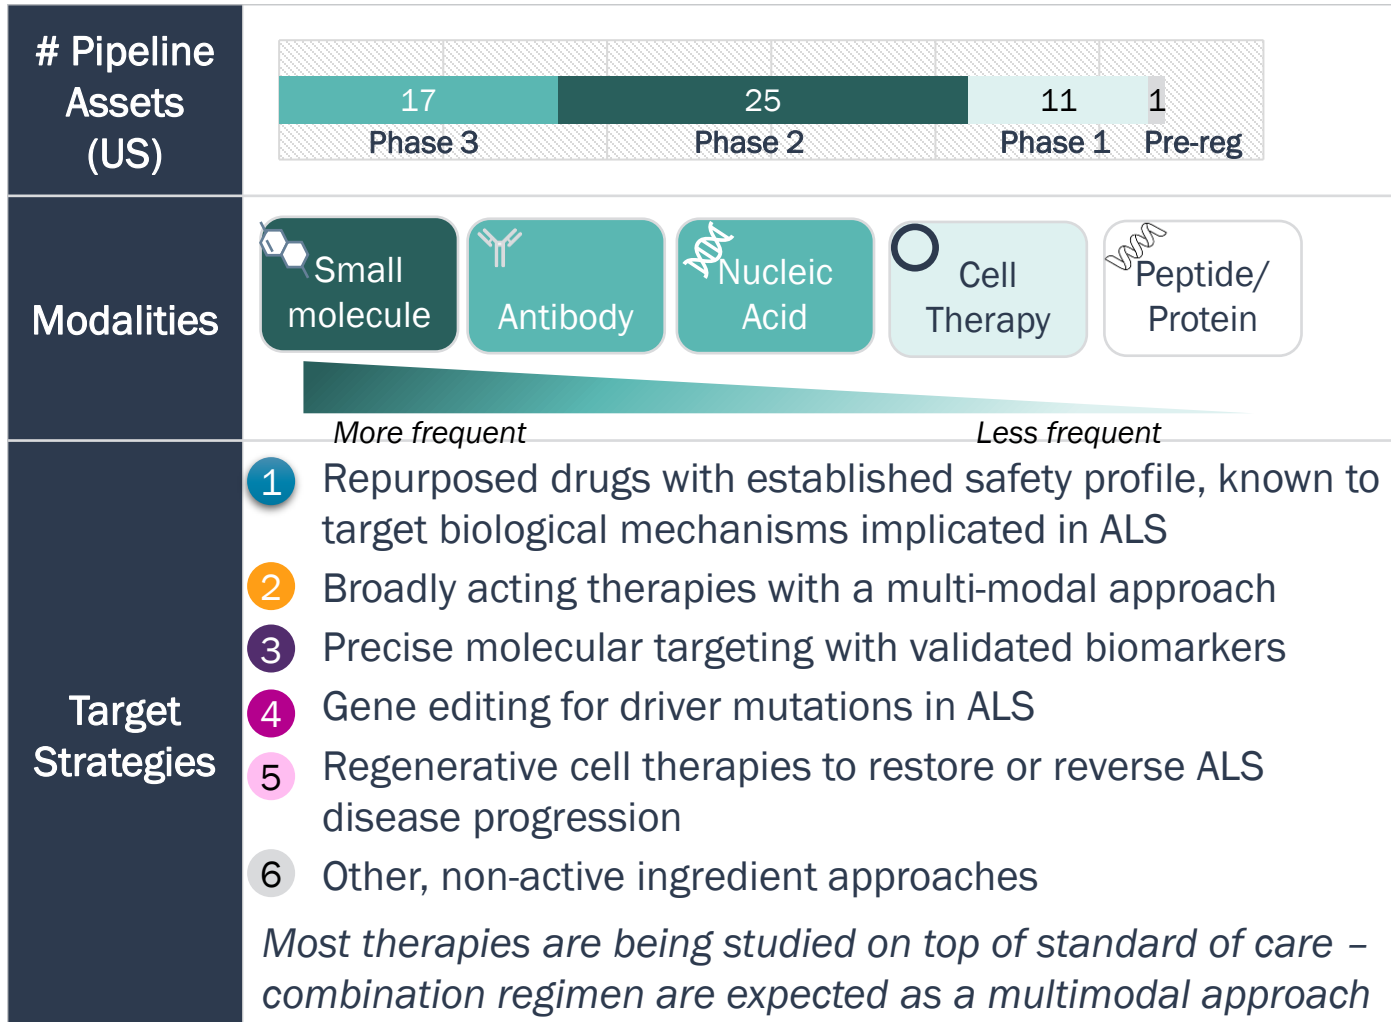 # Pipeline
Assets
(US)
17
25
11
1
Phase 3
Phase 2
Phase 1
Pre-reg
Modalities
Small
molecule
Antibody
Nucleic
Acid
Cell
Therapy
Peptide/
Protein
More frequent
Less frequent
Target
Strategies
1 Repurposed drugs with established safety profile, known to
target biological mechanisms implicated in ALS
2 Broadly acting therapies with a multi-modal approach
3 Precise molecular targeting with validated biomarkers
4 Gene editing for driver mutations in ALS
5 Regenerative cell therapies to restore or reverse ALS
disease progression
6 Other, non-active ingredient approaches
Most therapies are being studied on top of standard of care –
combination regimen are expected as a multimodal approach